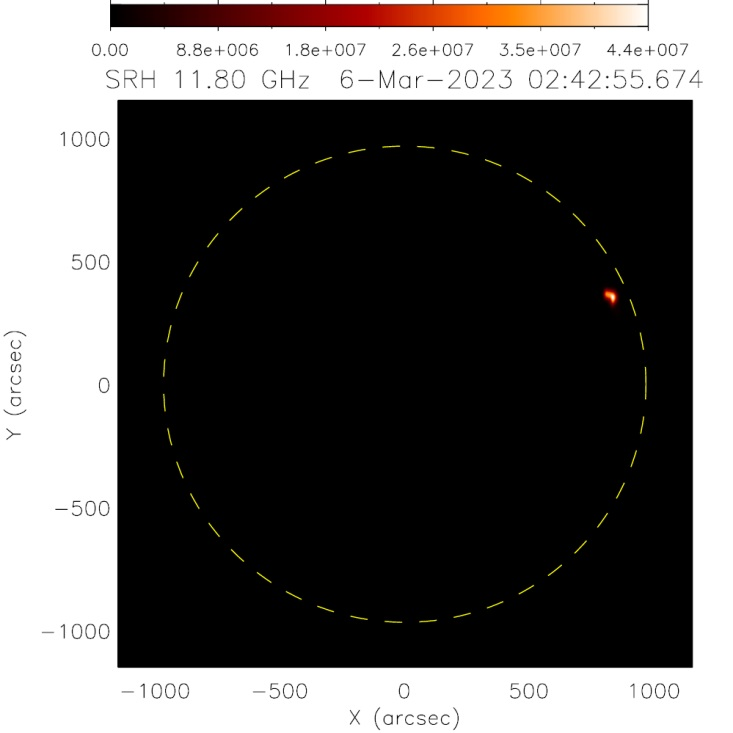 0.00 8.8e+006 1.8e+007 2.6e+007 3.5e+007 4.4e+007
SRH 11.80 GHz 6-Mar-2023 02:42:55.674
1000
500
0
-500
-1000
Y (arcsec)
-1000 -500 0 500 1000
X (arcsec)